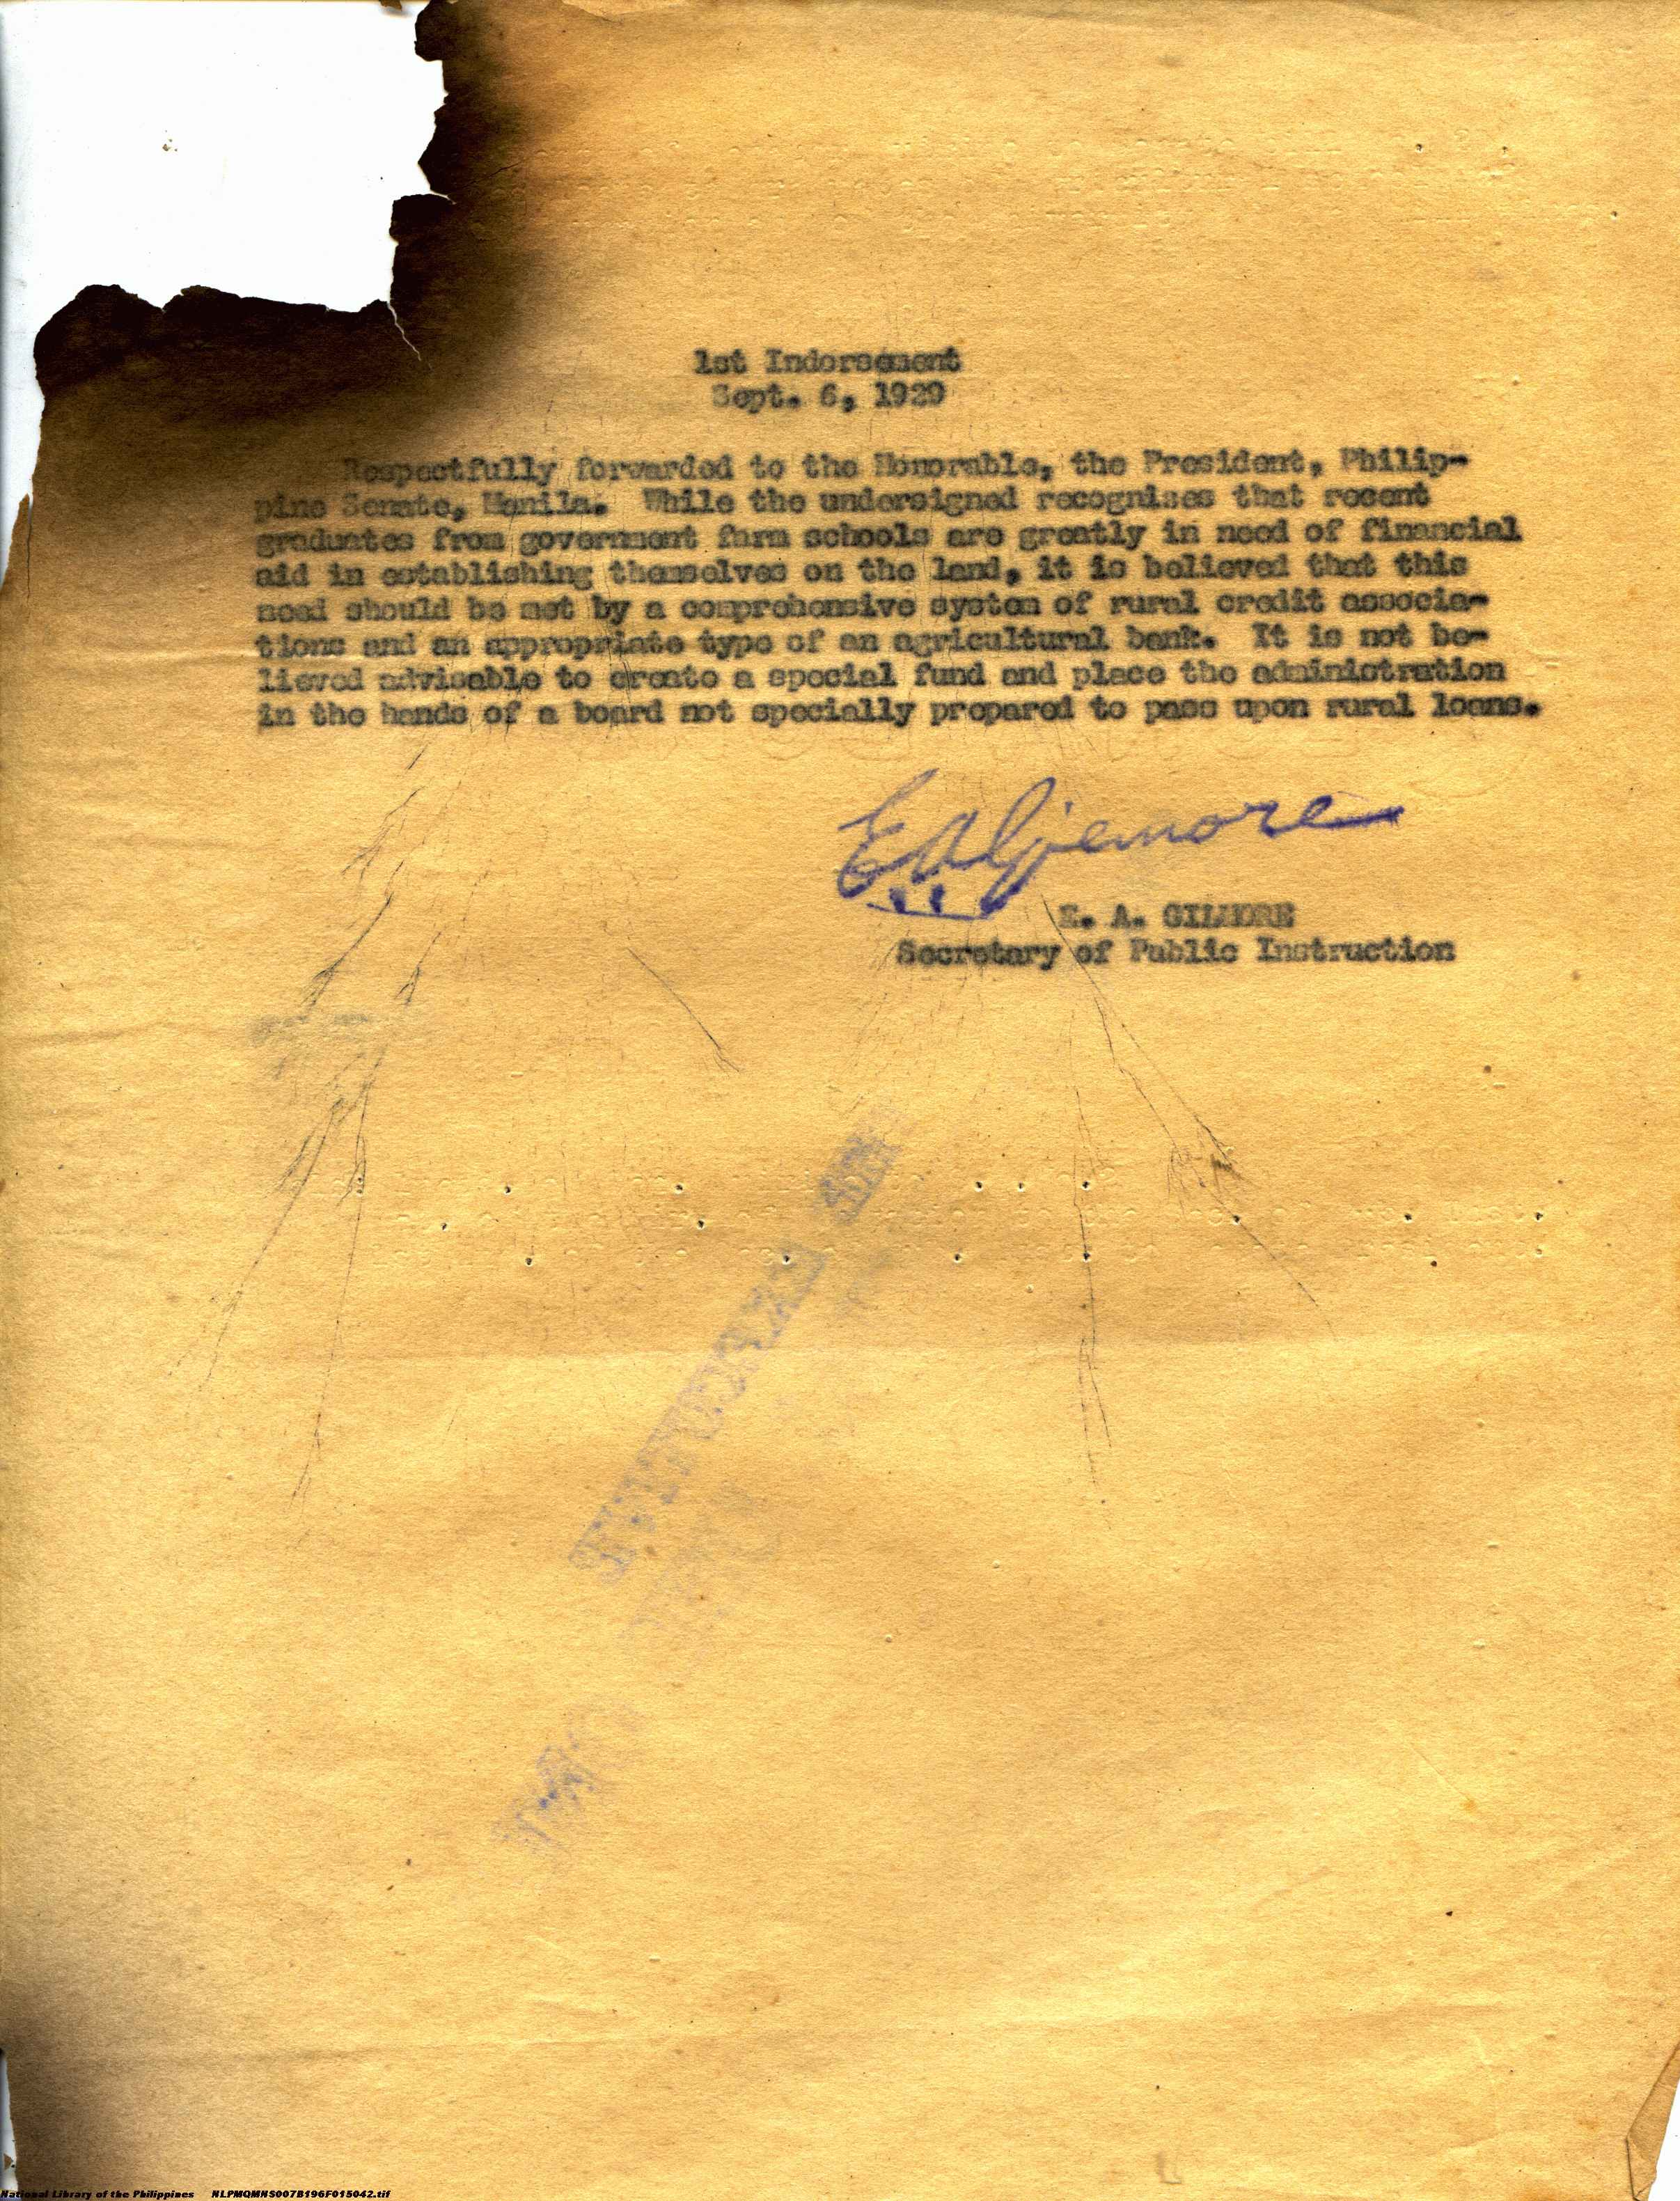 1st Indorsement
Sept. 6, 1929
Respectfully forwarded to the Honorable, the President, Philip-
pine Senate, Manila. While the undersigned recognizes that recent
graduates from government farm schools are greatly in need of financial
aid in establishing themselves on the land, it is believed that this
need should be met by a comprehensive system of rural credit associa-
tions and an appropriate type of an agricultural bank. It is not be-
lieved advisable to create a special fund and place the administration
in the hands of a board not specially prepared to pass upon rural loans.
E A Gilmore
E. A. GILMORE
Secretary of Public Instruction
National Library of the Philippines NLPMQMNS007B196F015042.tif